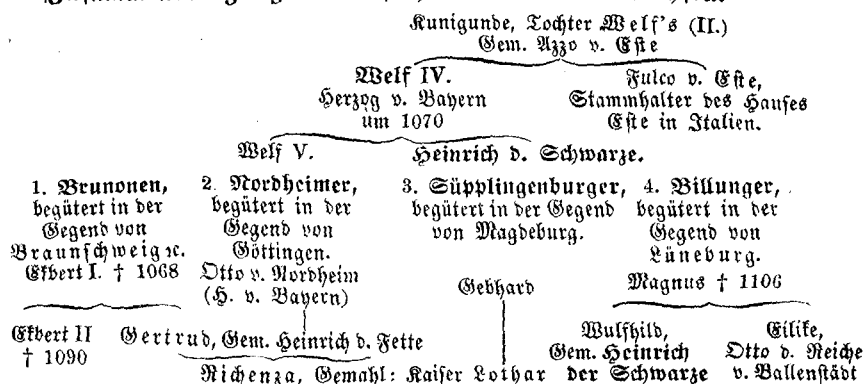 Kunigunde, Tochter Welf's (II.)
Gem. Azzo v. Este
Welf IV.
Herzog v. Bayern
um 1070
Fulco v. Este,
Stammhalter des Hauses
Este in Italien.
Welf V.
Heinrich d. Schwarze.
1. Brunonen,
begütert in der
Gegend von
Braunschweig ꝛc.
Ekbert I. † 1068
2. Nordheimer,
begütert in der
Gegend von
Göttingen.
Otto v. Nordheim
(H. v. Bayern)
3. Süpplingenburger,
begütert in der Gegend
von Magdeburg.
Gebhard
4. Billunger,
begütert in der
Gegend von
Lüneburg.
Magnus † 1106
Ekbert II
† 1090
Gertrud, Gem. Heinrich d. Fette
Richenza, Gemahl: Kaiser Lothar
Wulfhild,
Gem. Heinrich
der Schwarze
Eilike,
Otto d. Reiche
v. Ballenstädt